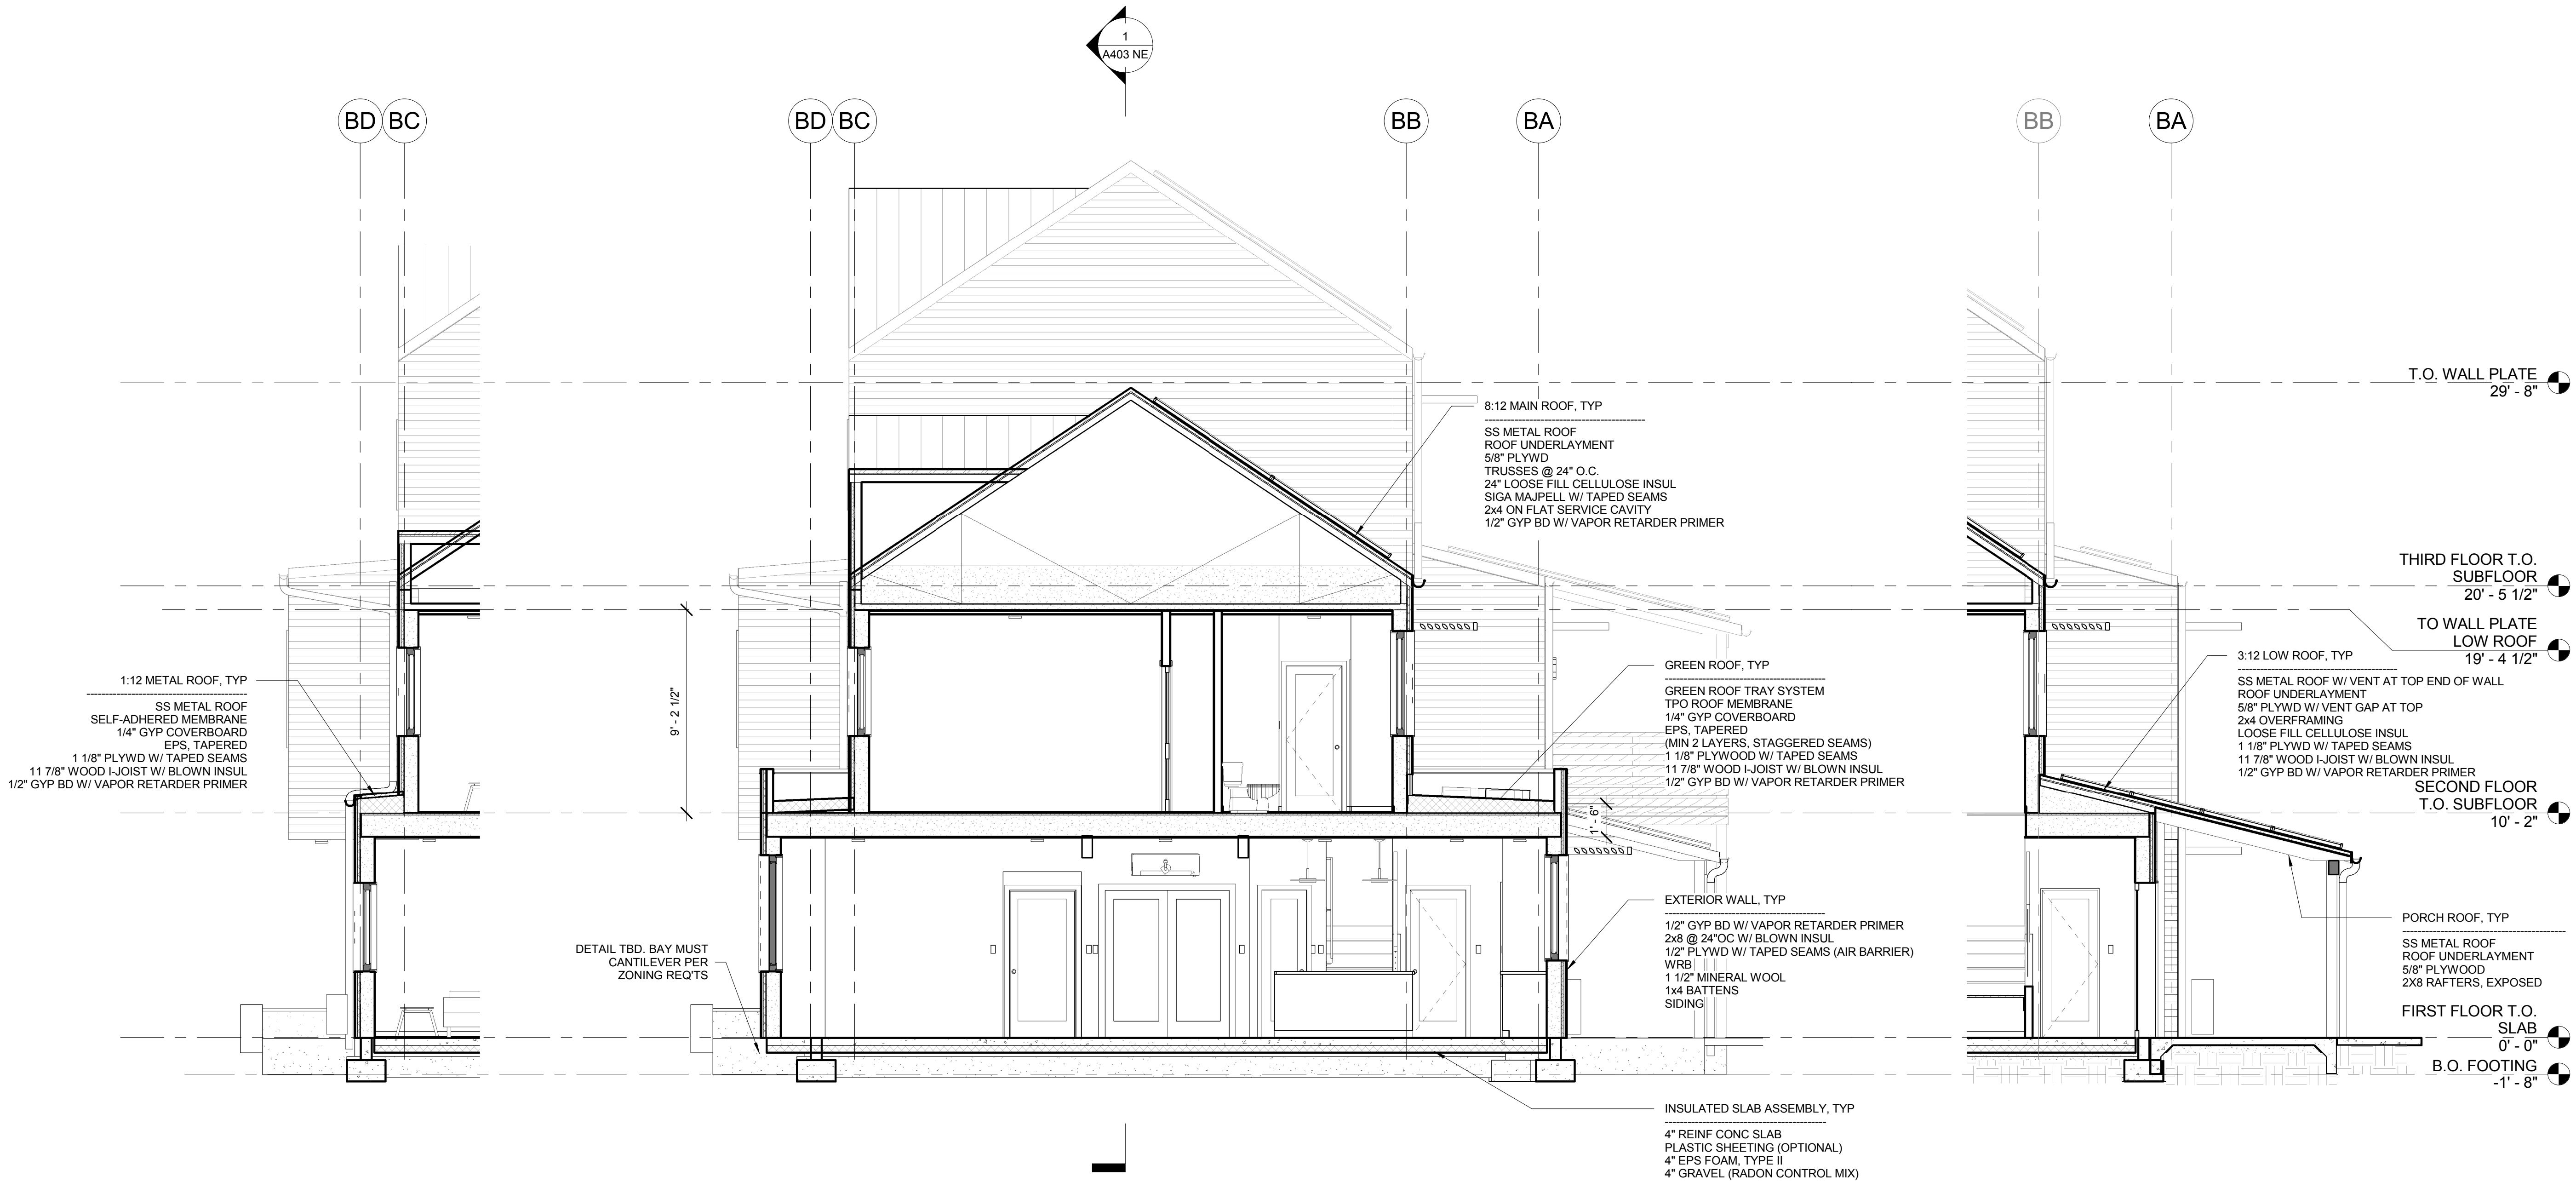 1
A403 NE
BD
BC
BD
BC
BB
BA
BB
BA
T.O. WALL PLATE
29' - 8"
8:12 MAIN ROOF, TYP
SS METAL ROOF
ROOF UNDERLAYMENT
5/8" PLYWD
TRUSSES @ 24" O.C.
24" LOOSE FILL CELLULOSE INSUL
SIGA MAJPELL W/ TAPED SEAMS
2x4 ON FLAT SERVICE CAVITY
1/2" GYP BD W/ VAPOR RETARDER PRIMER
THIRD FLOOR T.O.
SUBFLOOR
20' - 5 1/2"
TO WALL PLATE
LOW ROOF
19' - 4 1/2"
1:12 METAL ROOF, TYP
SS METAL ROOF
SELF-ADHERED MEMBRANE
1/4" GYP COVERBOARD
EPS, TAPERED
1 1/8" PLYWD W/ TAPED SEAMS
11 7/8" WOOD I-JOIST W/ BLOWN INSUL
1/2" GYP BD W/ VAPOR RETARDER PRIMER
9' - 2 1/2"
GREEN ROOF, TYP
GREEN ROOF TRAY SYSTEM
TPO ROOF MEMBRANE
1/4" GYP COVERBOARD
EPS, TAPERED
(MIN 2 LAYERS, STAGGERED SEAMS)
1 1/8" PLYWOOD W/ TAPED SEAMS
11 7/8" WOOD I-JOIST W/ BLOWN INSUL
1/2" GYP BD W/ VAPOR RETARDER PRIMER
1' - 6"
3:12 LOW ROOF, TYP
SS METAL ROOF W/ VENT AT TOP END OF WALL
ROOF UNDERLAYMENT
5/8" PLYWD W/ VENT GAP AT TOP
2x4 OVERFRAMING
LOOSE FILL CELLULOSE INSUL
1 1/8" PLYWD W/ TAPED SEAMS
11 7/8" WOOD I-JOIST W/ BLOWN INSUL
1/2" GYP BD W/ VAPOR RETARDER PRIMER
SECOND FLOOR
T.O. SUBFLOOR
10' - 2"
DETAIL TBD. BAY MUST
CANTILEVER PER
ZONING REQ'TS
EXTERIOR WALL, TYP
1/2" GYP BD W/ VAPOR RETARDER PRIMER
2x8 @ 24"OC W/ BLOWN INSUL
1/2" PLYWD W/ TAPED SEAMS (AIR BARRIER)
WRB
1 1/2" MINERAL WOOL
1x4 BATTENS
SIDING
PORCH ROOF, TYP
SS METAL ROOF
ROOF UNDERLAYMENT
5/8" PLYWOOD
2X8 RAFTERS, EXPOSED
FIRST FLOOR T.O.
SLAB
0' - 0"
B.O. FOOTING
-1' - 8"
INSULATED SLAB ASSEMBLY, TYP
4" REINF CONC SLAB
PLASTIC SHEETING (OPTIONAL)
4" EPS FOAM, TYPE II
4" GRAVEL (RADON CONTROL MIX)